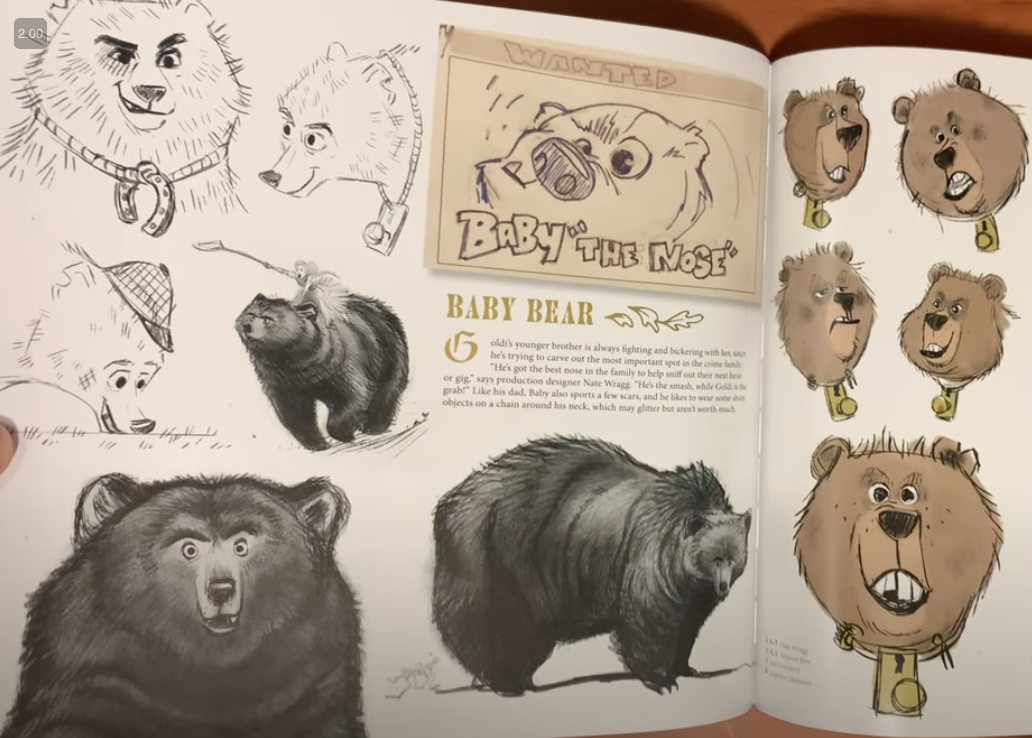 2.00
WANTED
BABY "THE NOSE"
BABY BEAR
Goldi's younger brother is always fighting and bickering with her, since
he's trying to carve out the most important spot in the crime family.
"He's got the best nose in the family to help sniff out their next heist
or gig," says production designer Nate Wragg. "He's the smash, while Goldi is the
grab!" Like his dad, Baby also sports a few scars, and he likes to wear some shiny
objects on a chain around his neck, which may glitter but aren't worth much.
Nate Wragg